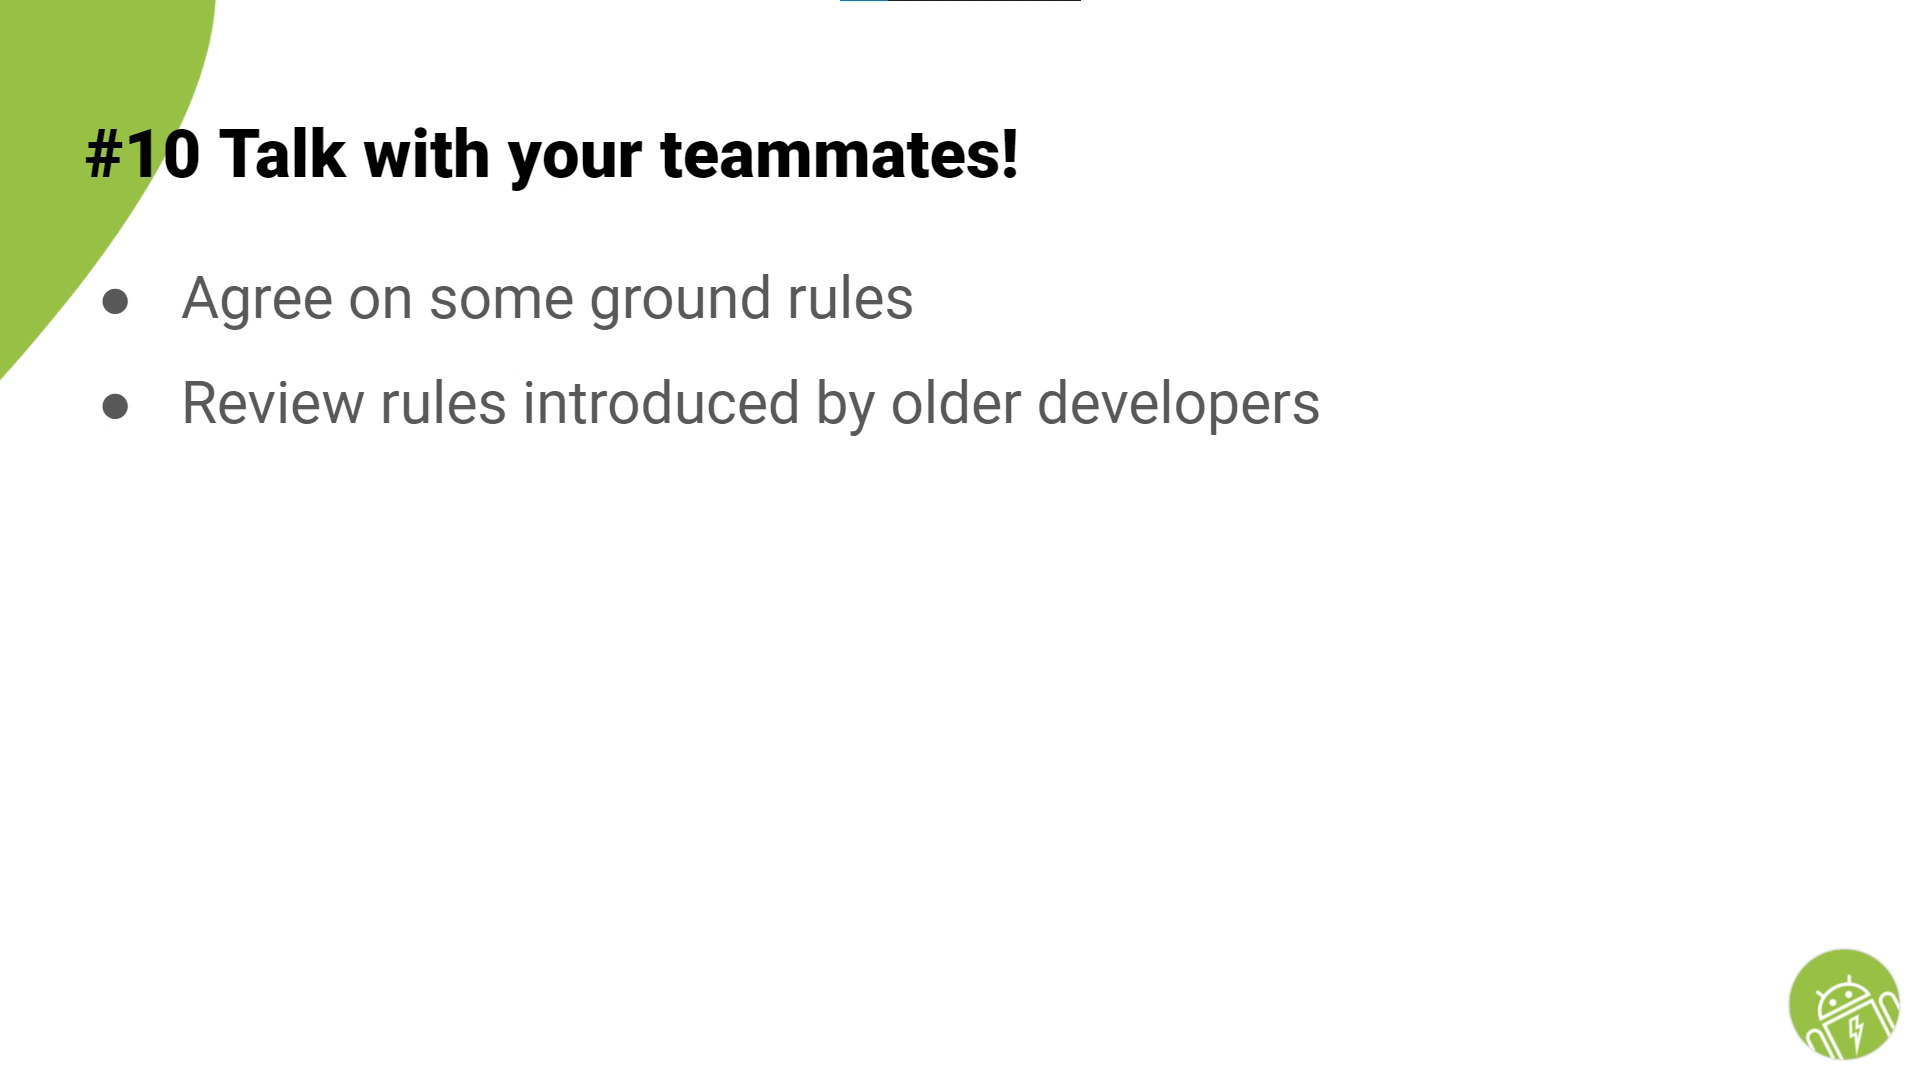 #10 Talk with your teammates!
● Agree on some ground rules
● Review rules introduced by older developers